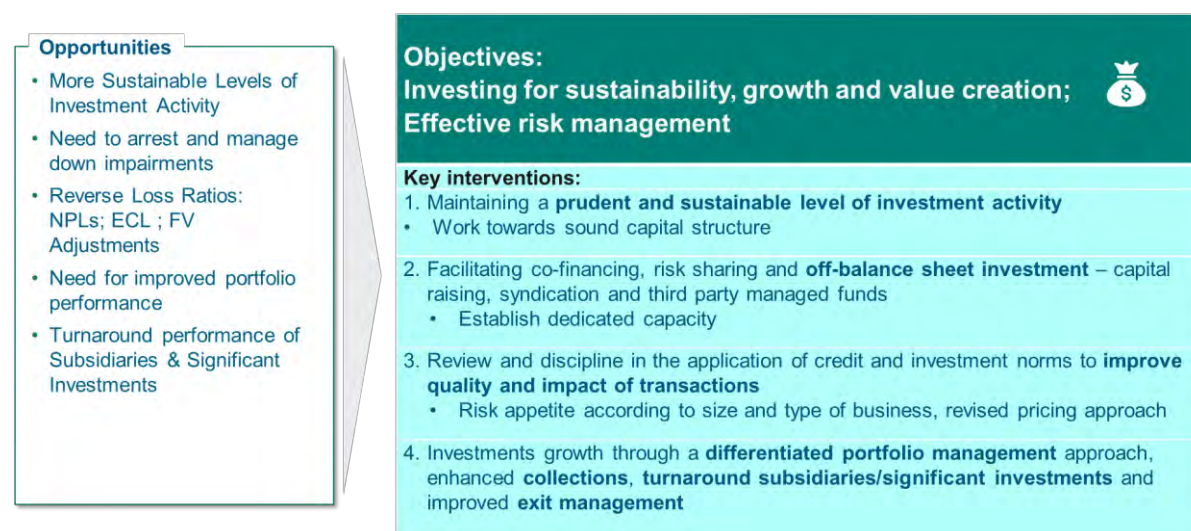 Opportunities
• More Sustainable Levels of
Investment Activity
• Need to arrest and manage
down impairments
• Reverse Loss Ratios:
NPLs; ECL ; FV
Adjustments
• Need for improved portfolio
performance
• Turnaround performance of
Subsidiaries & Significant
Investments
Objectives:
Investing for sustainability, growth and value creation;
Effective risk management
$
Key interventions:
1. Maintaining a prudent and sustainable level of investment activity
• Work towards sound capital structure
2. Facilitating co-financing, risk sharing and off-balance sheet investment – capital
raising, syndication and third party managed funds
• Establish dedicated capacity
3. Review and discipline in the application of credit and investment norms to improve
quality and impact of transactions
• Risk appetite according to size and type of business, revised pricing approach
4. Investments growth through a differentiated portfolio management approach,
enhanced collections, turnaround subsidiaries/significant investments and
improved exit management